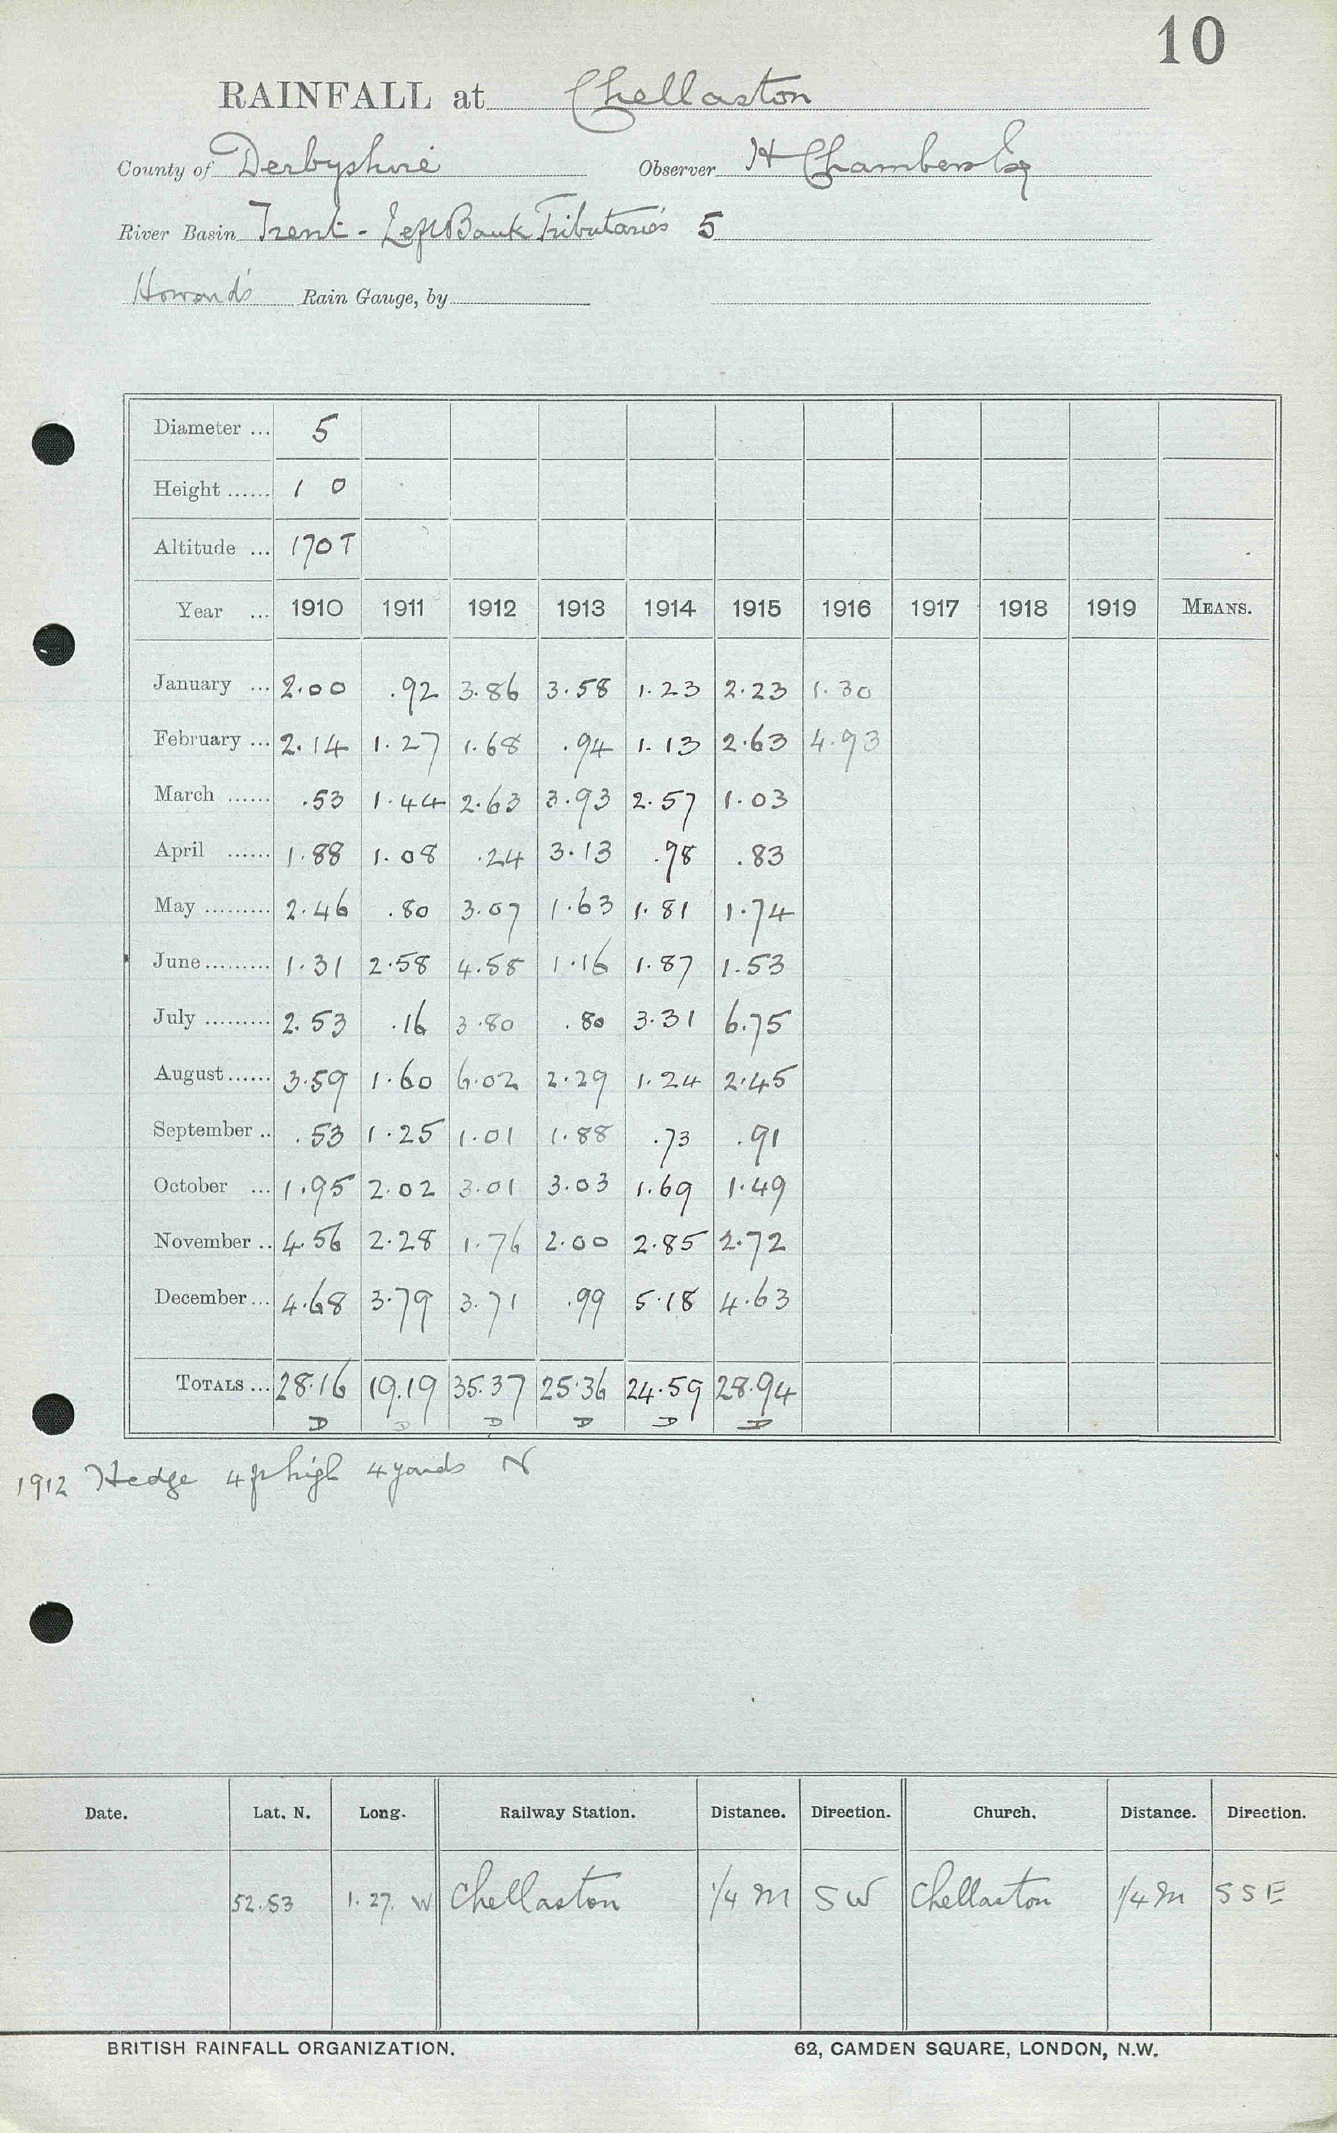 10
RAINFALL at Chellaston
County of Derbyshire Observer H Chambers Esq
River Basin Trent - Left Bank Tributaries 5
Howard's Rain Gauge, by
Diameter ... 5
Height ...... 1 0
Altitude ... 170 T
Year ... 1910 1911 1912 1913 1914 1915 1916 1917 1918 1919 MEANS.
January ... 2.00 .92 3.86 3.58 1.23 2.23 1.30
February ... 2.14 1.27 1.68 .94 1.13 2.63 4.93
March ...... .53 1.44 2.63 3.93 2.57 1.03
April ...... 1.88 1.08 .24 3.13 .98 .83
May ......... 2.46 .80 3.07 1.63 1.81 1.74
June ......... 1.31 2.58 4.58 1.16 1.87 1.53
July ......... 2.53 .16 3.80 .80 3.31 6.75
August ...... 3.59 1.60 6.02 2.29 1.24 2.45
September .. .53 1.25 1.01 1.88 .73 .91
October ... 1.95 2.02 3.01 3.03 1.69 1.49
November .. 4.56 2.28 1.76 2.00 2.85 2.72
December ... 4.68 3.79 3.71 .99 5.18 4.63
TOTALS ... 28.16 19.19 35.37 25.36 24.59 28.94
D D D D D D
1912 Hedge 4 ft high 4 yards N
Date. Lat. N. Long. Railway Station. Distance. Direction. Church. Distance. Direction.
52.53 1.27. W Chellaston 1/4 m SW Chellaston 1/4 m SSE
BRITISH RAINFALL ORGANIZATION. 62, CAMDEN SQUARE, LONDON, N.W.